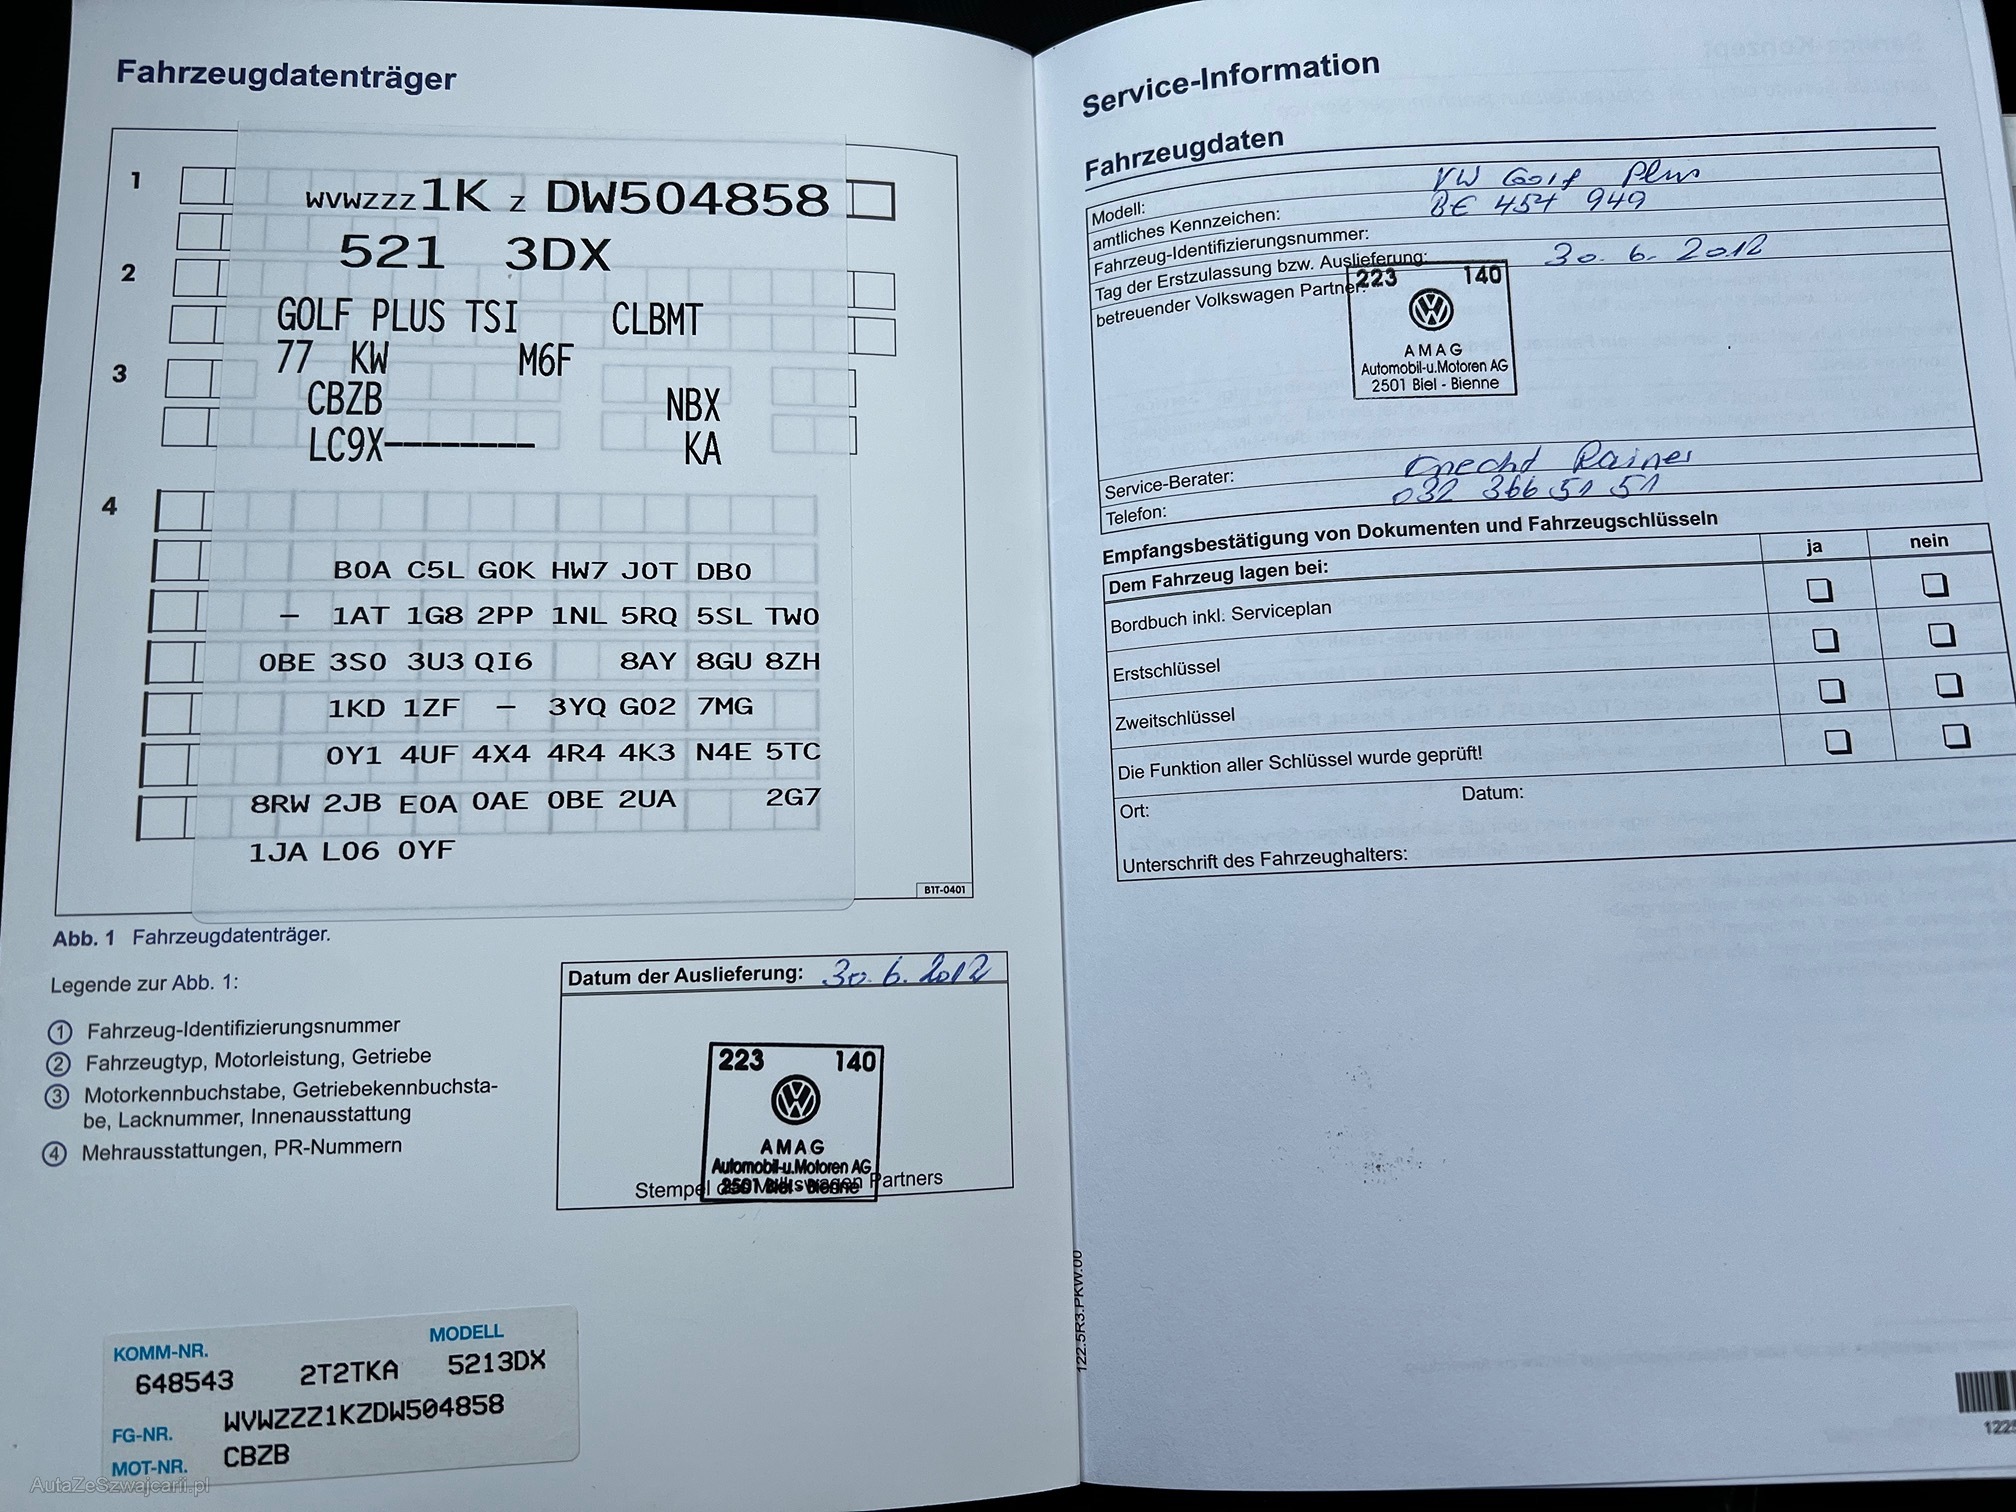 Fahrzeugdatenträger
1
WVWZZZ1K Z DW504858
521 3DX
2
GOLF PLUS TSI CLBMT
77 KW M6F
3
CBZB NBX
LC9X-------- KA
4
B0A C5L G0K HW7 J0T DB0
- 1AT 1G8 2PP 1NL 5RQ 5SL TW0
0BE 3S0 3U3 QI6 8AY 8GU 8ZH
1KD 1ZF - 3YQ G02 7MG
0Y1 4UF 4X4 4R4 4K3 N4E 5TC
8RW 2JB E0A 0AE 0BE 2UA 2G7
1JA L06 0YF
B1T-0401
Abb. 1 Fahrzeugdatenträger.
Legende zur Abb. 1:
1 Fahrzeug-Identifizierungsnummer
2 Fahrzeugtyp, Motorleistung, Getriebe
3 Motorkennbuchstabe, Getriebekennbuchsta-
be, Lacknummer, Innenausstattung
4 Mehrausstattungen, PR-Nummern
Datum der Auslieferung: 30.6.2012
223 140
AMAG
Automobil-u.Motoren AG
2501 Biel - Bienne
Stempel des Volkswagen Partners
KOMM-NR. MODELL
648543 2T2TKA 5213DX
FG-NR. WVWZZZ1KZDW504858
MOT-NR. CBZB
AutaZeSzwajcarii.pl
Service-Information
Fahrzeugdaten
Modell: VW Golf Plus
amtliches Kennzeichen: BE 454 949
Fahrzeug-Identifizierungsnummer:
Tag der Erstzulassung bzw. Auslieferung: 30. 6. 2012
betreuender Volkswagen Partner:
223 140
AMAG
Automobil-u.Motoren AG
2501 Biel - Bienne
Service-Berater: Knecht Rainer
Telefon: 032 366 51 51
Empfangsbestätigung von Dokumenten und Fahrzeugschlüsseln
Dem Fahrzeug lagen bei: ja nein
Bordbuch inkl. Serviceplan
Erstschlüssel
Zweitschlüssel
Die Funktion aller Schlüssel wurde geprüft!
Ort: Datum:
Unterschrift des Fahrzeughalters:
122.5R3.PKW.00
1225